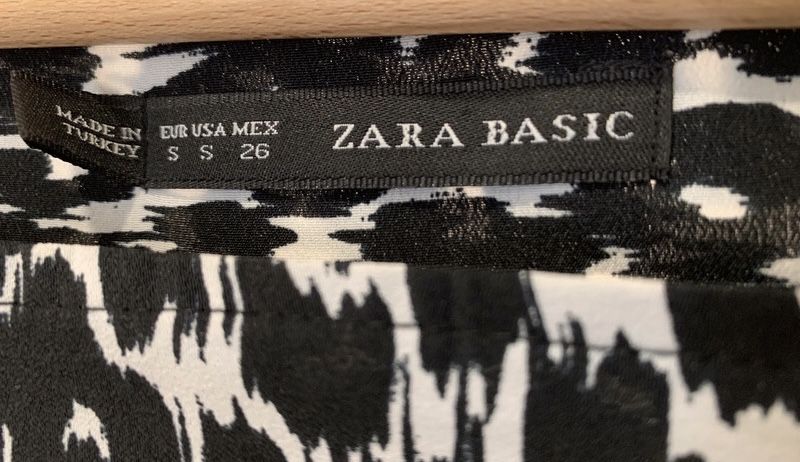 MADE IN
TURKEY
EUR USA MEX
S S 26
ZARA BASIC